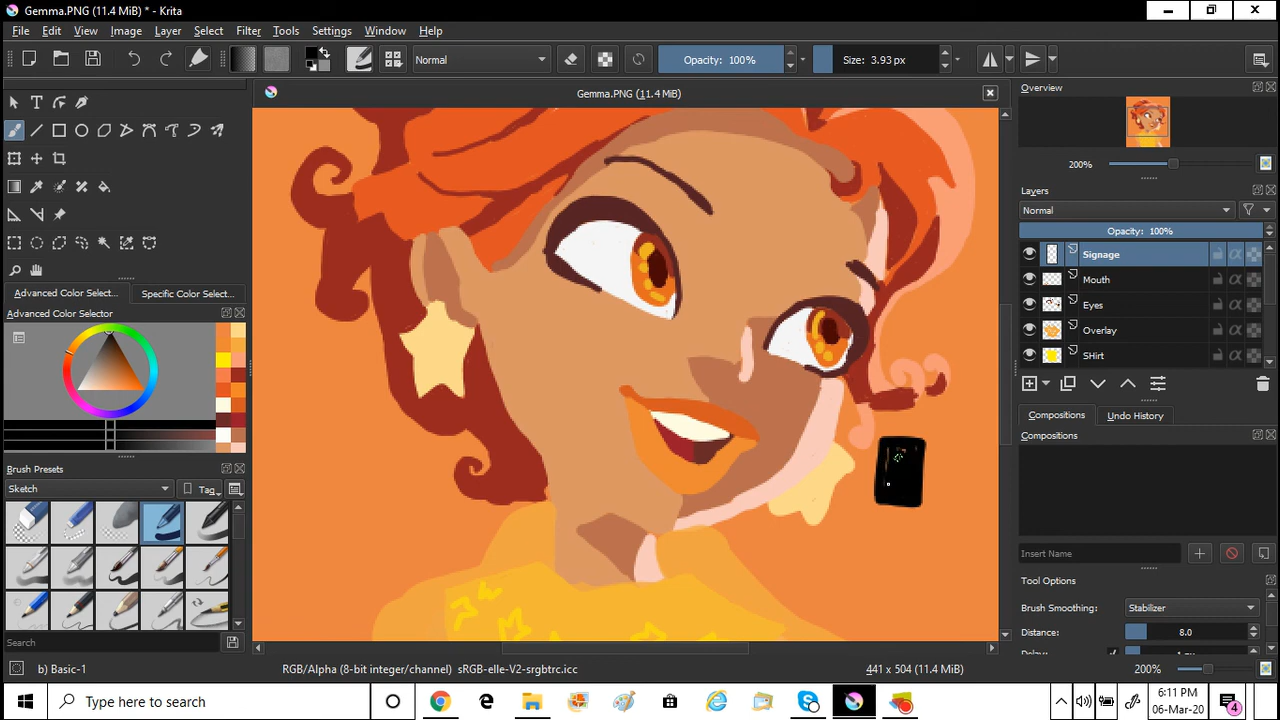 Gemma.PNG (11.4 MiB) * - Krita
File Edit View Image Layer Select Filter Tools Settings Window Help
Normal
Opacity: 100%
Size: 3.93 px
Gemma.PNG (11.4 MiB)
Overview
200%
Layers
Normal
Opacity: 100%
Signage
Mouth
Eyes
Overlay
SHirt
Advanced Color Select...
Specific Color Select...
Advanced Color Selector
Compositions
Undo History
Compositions
Brush Presets
Sketch
Tag
Insert Name
Tool Options
Brush Smoothing:
Stabilizer
Distance:
8.0
Search
b) Basic-1
RGB/Alpha (8-bit integer/channel) sRGB-elle-V2-srgbtrc.icc
441 x 504 (11.4 MiB)
200%
Type here to search
6:11 PM
06-Mar-20
4